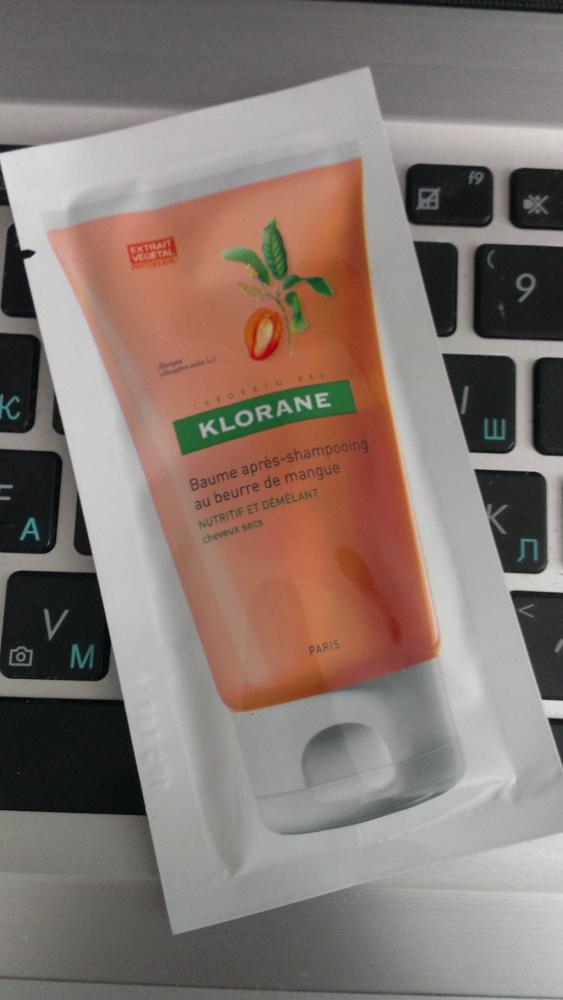 EXTRAIT
VÉGÉTAL
Mangue
LABORATOIRES
KLORANE
Baume après-shampooing
au beurre de mangue
NUTRITIF ET DÉMÊLANT
cheveux secs
PARIS
f9
(
9
Ш
K
Л
<
A
V
M